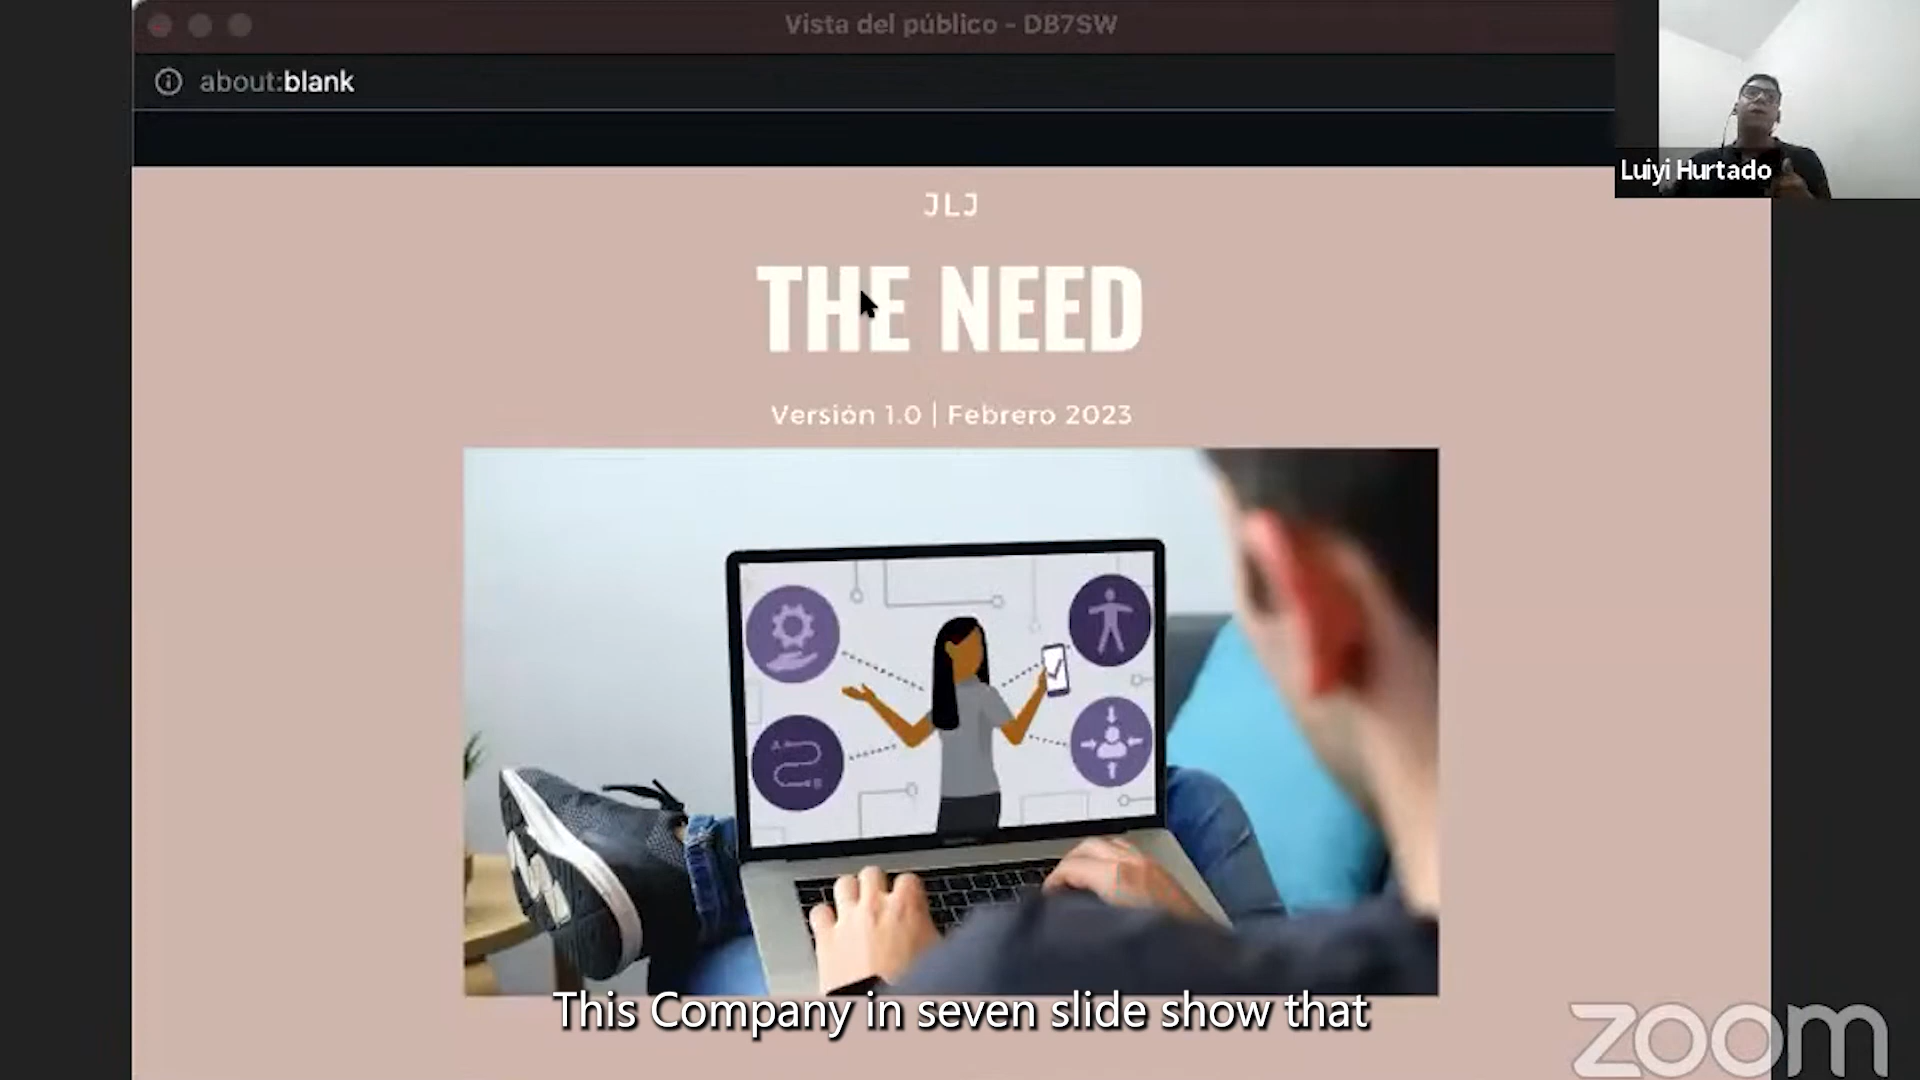 Vista del público - DB7SW
about:blank
Luiyi Hurtado
JLJ
THE NEED
Versión 1.0 | Febrero 2023
A
B
This Company in seven slide show that
zoom